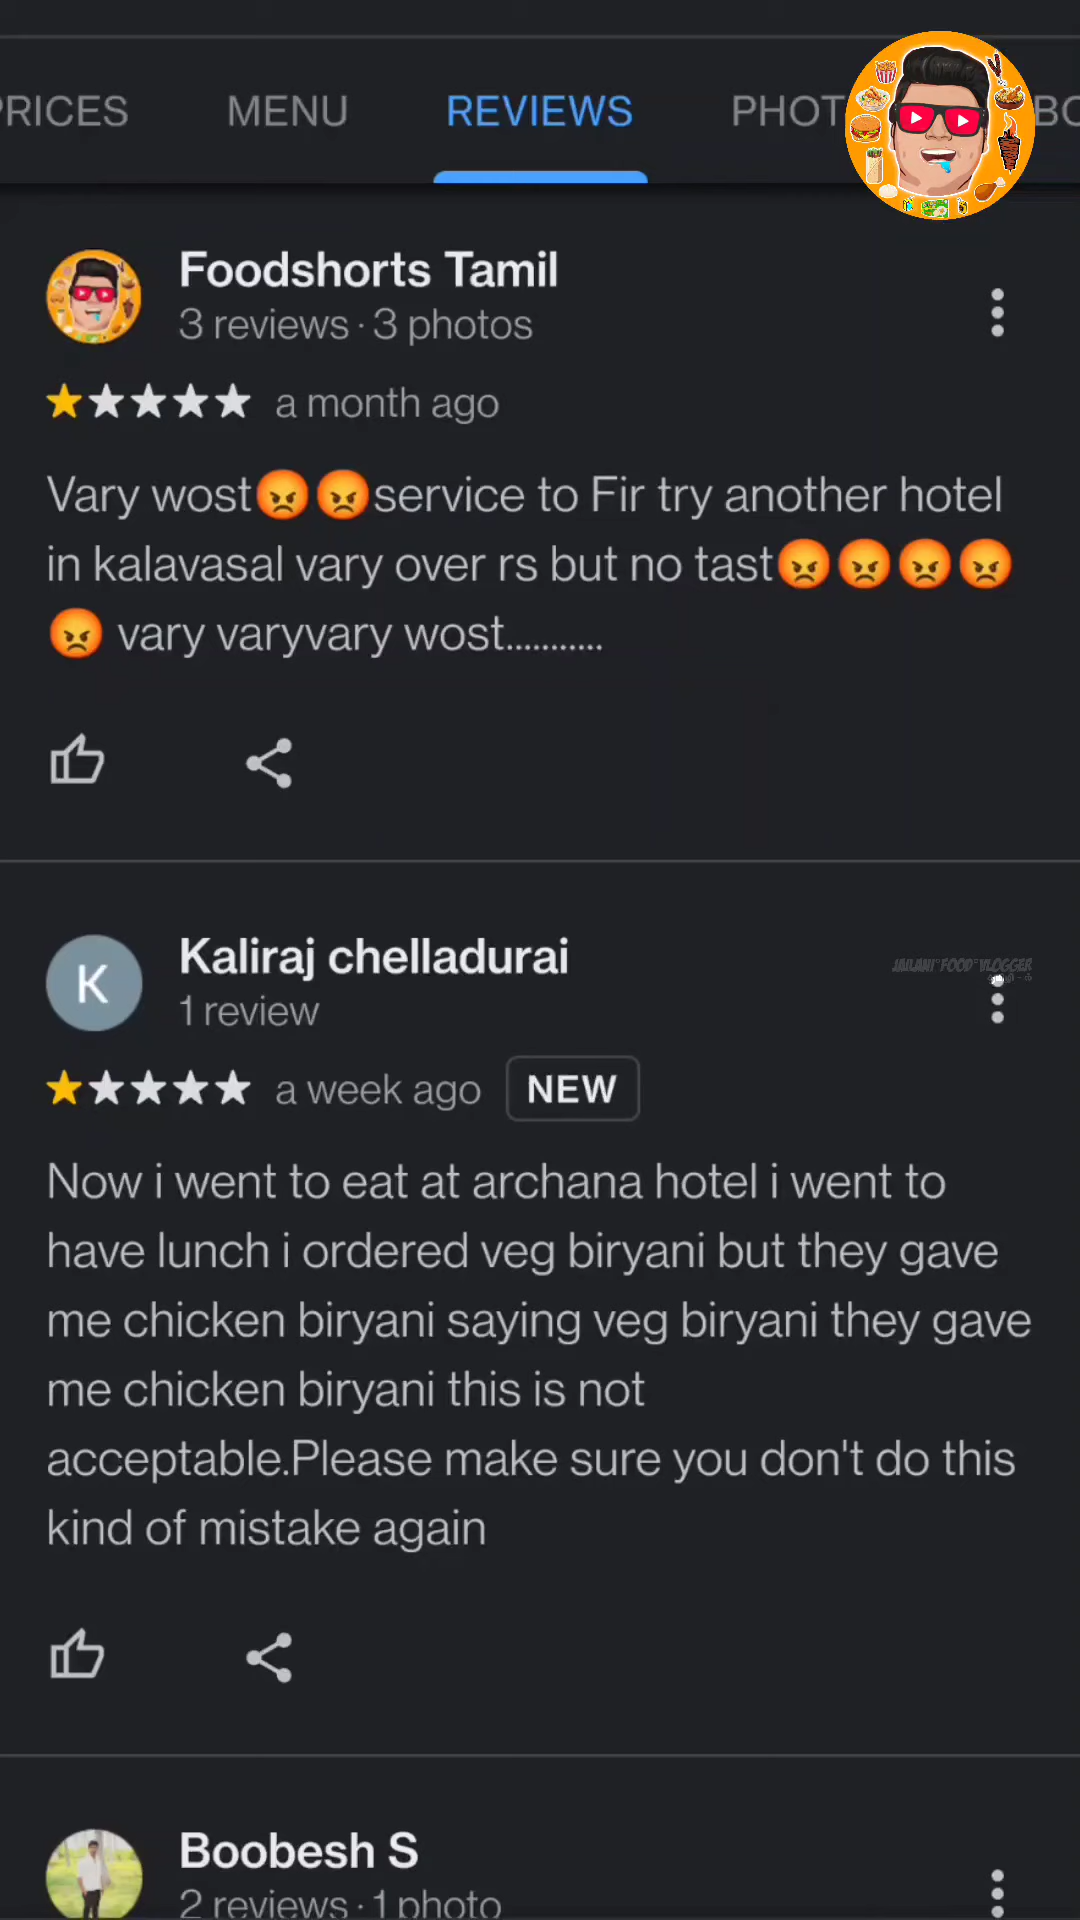 PRICES MENU REVIEWS PHOT BO
Foodshorts Tamil
3 reviews · 3 photos
a month ago
Vary wost😡😡service to Fir try another hotel
in kalavasal vary over rs but no tast😡😡😡😡
😡 vary varyvary wost...........
Kaliraj chelladurai
K
1 review
JAILANI FOOD VLOGGER
a week ago NEW
Now i went to eat at archana hotel i went to
have lunch i ordered veg biryani but they gave
me chicken biryani saying veg biryani they gave
me chicken biryani this is not
acceptable.Please make sure you don't do this
kind of mistake again
Boobesh S
2 reviews · 1 photo